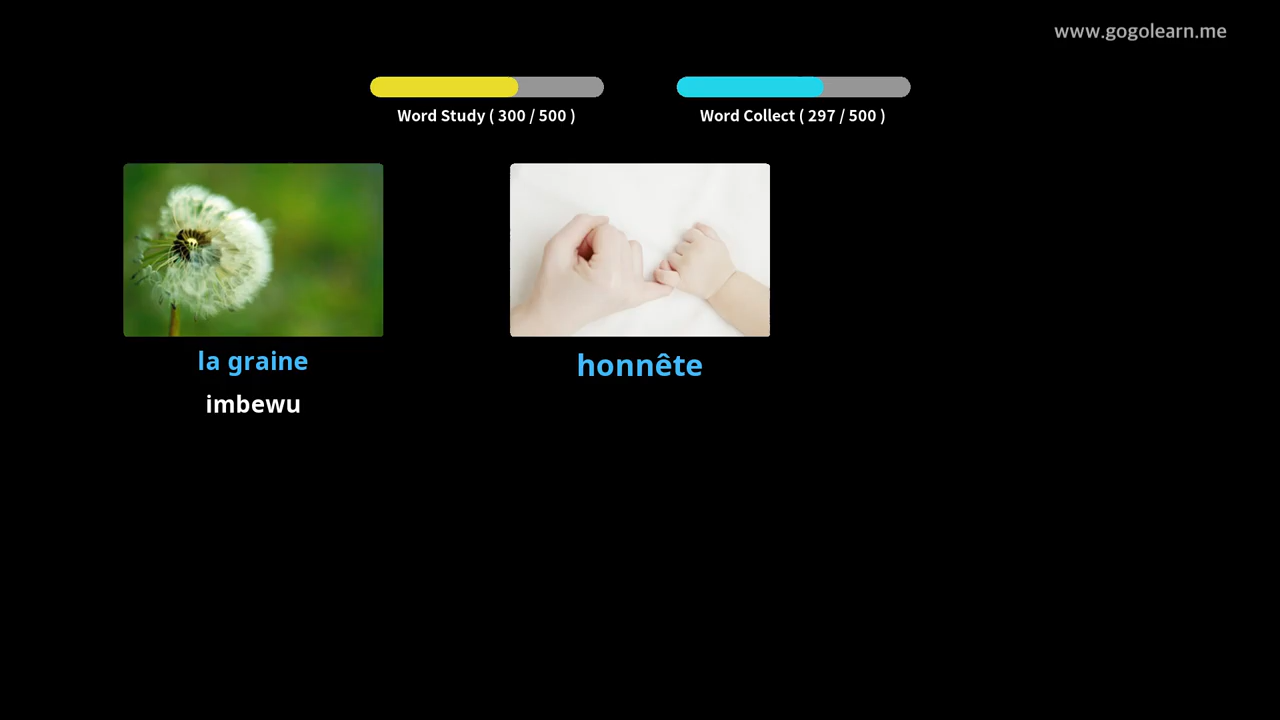 www.gogolearn.me
Word Study ( 300 / 500 )
Word Collect ( 297 / 500 )
la graine
imbewu
honnête